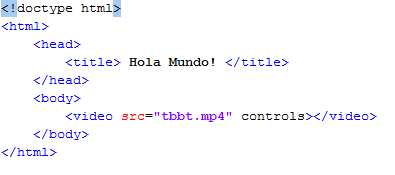 <!doctype html>
<html>
    <head>
        <title> Hola Mundo! </title>
    </head>
    <body>
        <video src="tbbt.mp4" controls></video>
    </body>
</html>